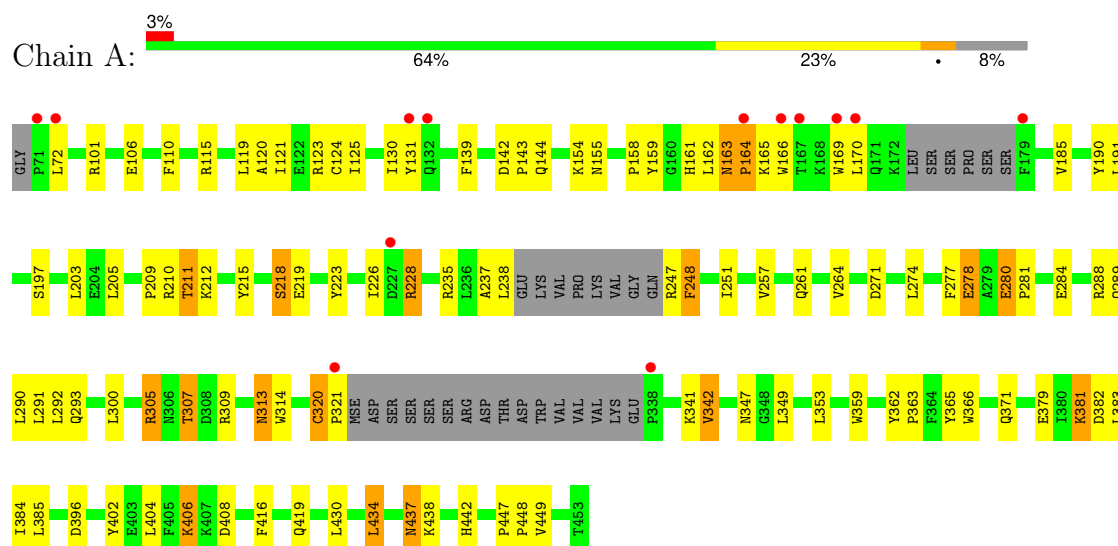 3%
Chain A:
64% 23% • 8%
GLY P71 L72 R101 E106 F110 R115 L119 A120 I121 E122 R123 C124 I125 I130 Y131 Q132 F139 D142 P143 Q144 K154 N155 P158 Y159 G160 H161 L162 N163 P164 K165 W166 T167 K168 W169 L170 Q171 K172 LEU SER SER PRO SER SER F179 V185 Y190
S197 L203 E204 L205 P209 R210 T211 K212 Y215 S218 E219 Y223 I226 D227 R228 R235 L236 A237 L238 GLU LYS VAL PRO LYS VAL GLY GLN R247 F248 I251 V257 Q261 V264 D271 L274 F277 E278 A279 E280 P281 E284 R288
L290 L291 L292 Q293 L300 R305 N306 T307 D308 R309 N313 W314 C320 P321 MSE ASP SER SER SER SER ARG ASP THR ASP TRP VAL VAL VAL LYS GLU P338 K341 V342 N347 G348 L349 L353 W359 Y362 P363 F364 Y365 W366 Q371 E379 I380 K381 D382
I384 L385 D396 Y402 E403 L404 F405 K406 K407 D408 F416 Q419 L430 L434 N437 K438 H442 P447 P448 V449 T453